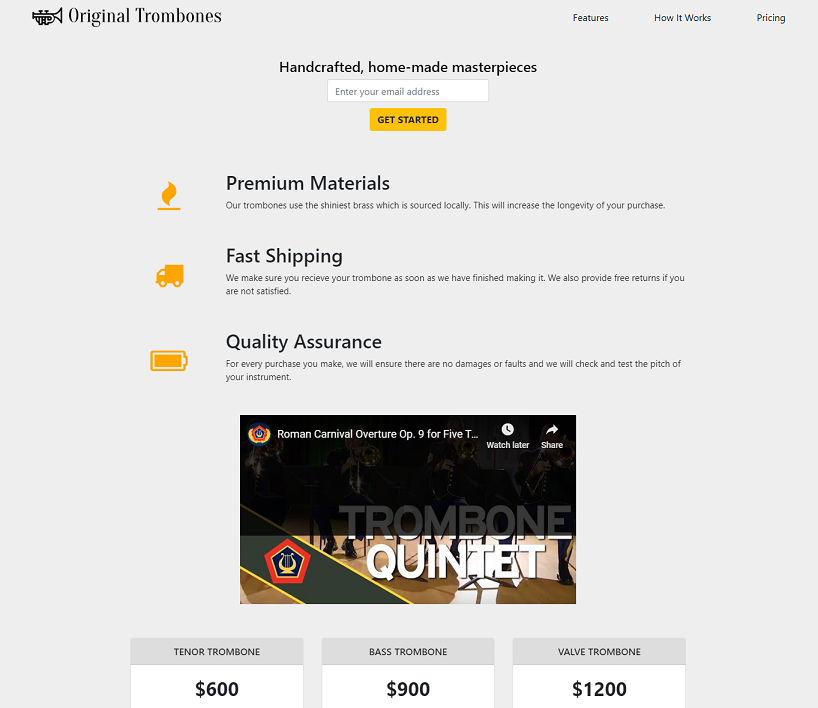 Original Trombones
Features
How It Works
Pricing
Handcrafted, home-made masterpieces
Enter your email address
GET STARTED
Premium Materials
Our trombones use the shiniest brass which is sourced locally. This will increase the longevity of your purchase.
Fast Shipping
We make sure you recieve your trombone as soon as we have finished making it. We also provide free returns if you
are not satisfied.
Quality Assurance
For every purchase you make, we will ensure there are no damages or faults and we will check and test the pitch of
your instrument.
Roman Carnival Overture Op. 9 for Five T...
Watch later
Share
TROMBONE
QUINTET
TENOR TROMBONE
BASS TROMBONE
VALVE TROMBONE
$600
$900
$1200